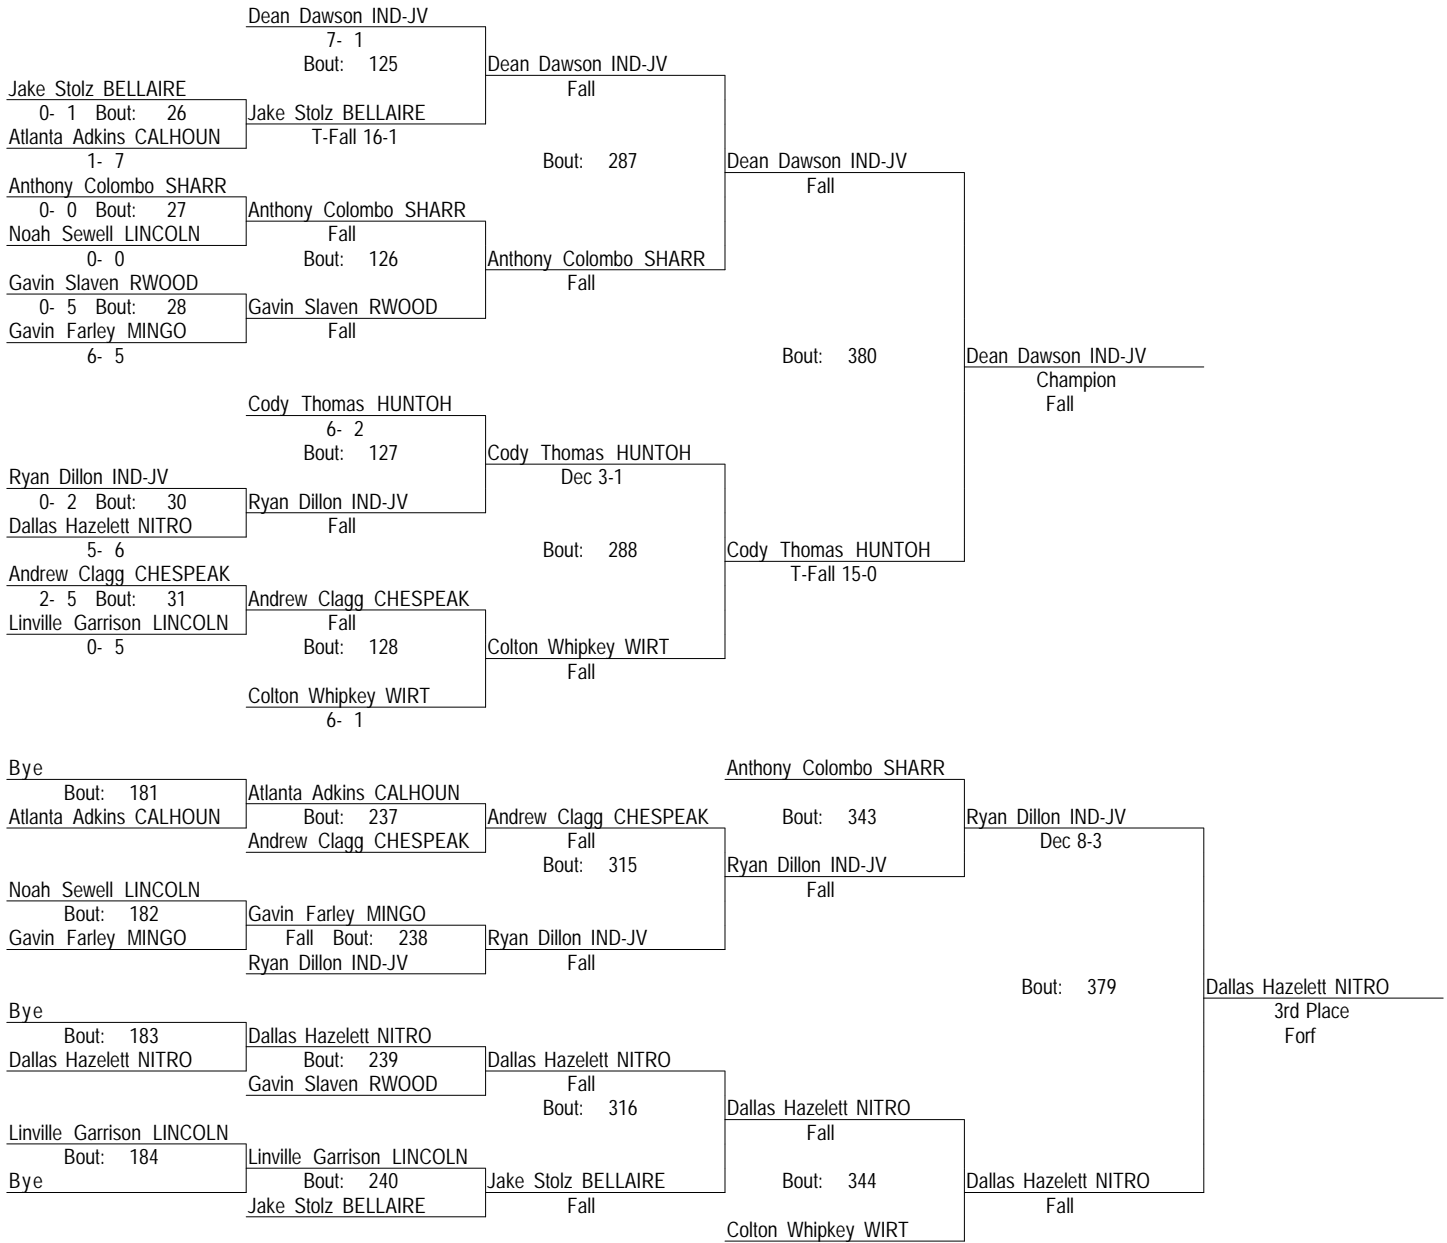 Dean Dawson IND-JV
7- 1
Bout: 125
Dean Dawson IND-JV
Fall
Jake Stolz BELLAIRE
0- 1 Bout: 26
Jake Stolz BELLAIRE
T-Fall 16-1
Atlanta Adkins CALHOUN
1- 7
Bout: 287
Dean Dawson IND-JV
Fall
Anthony Colombo SHARR
0- 0 Bout: 27
Anthony Colombo SHARR
Fall
Noah Sewell LINCOLN
0- 0
Bout: 126
Anthony Colombo SHARR
Fall
Gavin Slaven RWOOD
0- 5 Bout: 28
Gavin Slaven RWOOD
Fall
Gavin Farley MINGO
6- 5
Bout: 380
Dean Dawson IND-JV
Champion
Fall
Cody Thomas HUNTOH
6- 2
Bout: 127
Cody Thomas HUNTOH
Dec 3-1
Ryan Dillon IND-JV
0- 2 Bout: 30
Ryan Dillon IND-JV
Fall
Dallas Hazelett NITRO
5- 6
Bout: 288
Cody Thomas HUNTOH
T-Fall 15-0
Andrew Clagg CHESPEAK
2- 5 Bout: 31
Andrew Clagg CHESPEAK
Fall
Linville Garrison LINCOLN
0- 5
Bout: 128
Colton Whipkey WIRT
Fall
Colton Whipkey WIRT
6- 1
Bye
Bout: 181
Atlanta Adkins CALHOUN
Atlanta Adkins CALHOUN
Bout: 237
Andrew Clagg CHESPEAK
Andrew Clagg CHESPEAK
Fall
Bout: 315
Anthony Colombo SHARR
Bout: 343
Ryan Dillon IND-JV
Fall
Ryan Dillon IND-JV
Dec 8-3
Noah Sewell LINCOLN
Bout: 182
Gavin Farley MINGO
Gavin Farley MINGO
Fall Bout: 238
Ryan Dillon IND-JV
Ryan Dillon IND-JV
Fall
Bout: 379
Dallas Hazelett NITRO
3rd Place
Forf
Bye
Bout: 183
Dallas Hazelett NITRO
Dallas Hazelett NITRO
Bout: 239
Gavin Slaven RWOOD
Dallas Hazelett NITRO
Fall
Bout: 316
Dallas Hazelett NITRO
Fall
Linville Garrison LINCOLN
Bout: 184
Bye
Linville Garrison LINCOLN
Bout: 240
Jake Stolz BELLAIRE
Jake Stolz BELLAIRE
Fall
Bout: 344
Colton Whipkey WIRT
Dallas Hazelett NITRO
Fall